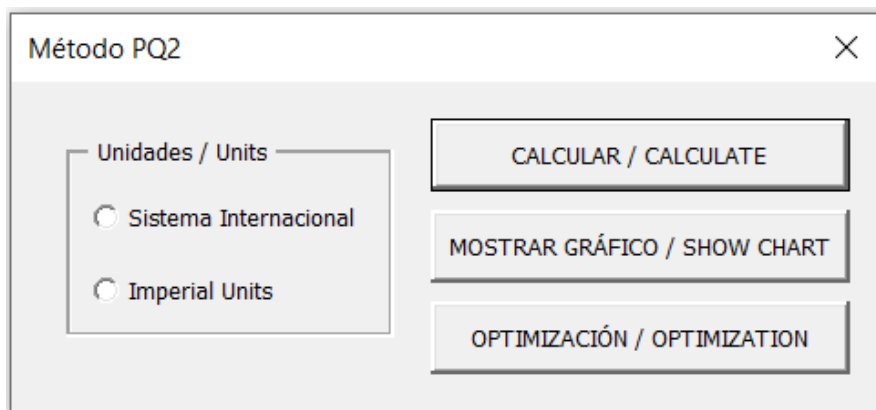 Método PQ2
Unidades / Units
Sistema Internacional
Imperial Units
CALCULAR / CALCULATE
MOSTRAR GRÁFICO / SHOW CHART
OPTIMIZACIÓN / OPTIMIZATION